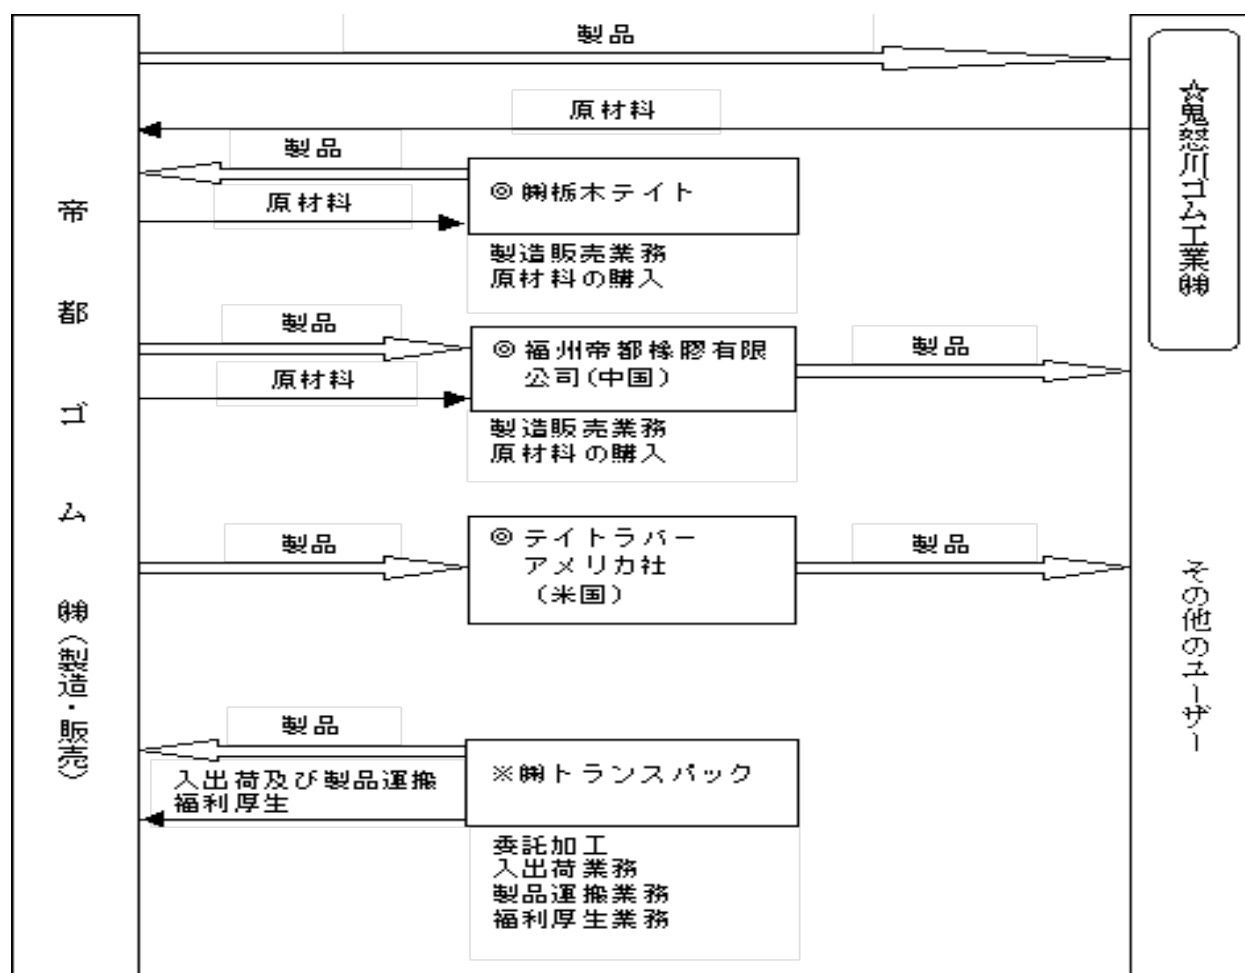 製品
原材料
☆鬼怒川ゴム工業㈱
製品
原材料
◎㈱栃木テイト
製造販売業務
原材料の購入
帝都ゴム㈱(製造・販売)
製品
原材料
◎福州帝都橡膠有限
公司(中国)
製品
製造販売業務
原材料の購入
製品
◎テイトラバー
アメリカ社
(米国)
製品
その他のユーザー
製品
入出荷及び製品運搬
福利厚生
※㈱トランスパック
委託加工
入出荷業務
製品運搬業務
福利厚生業務